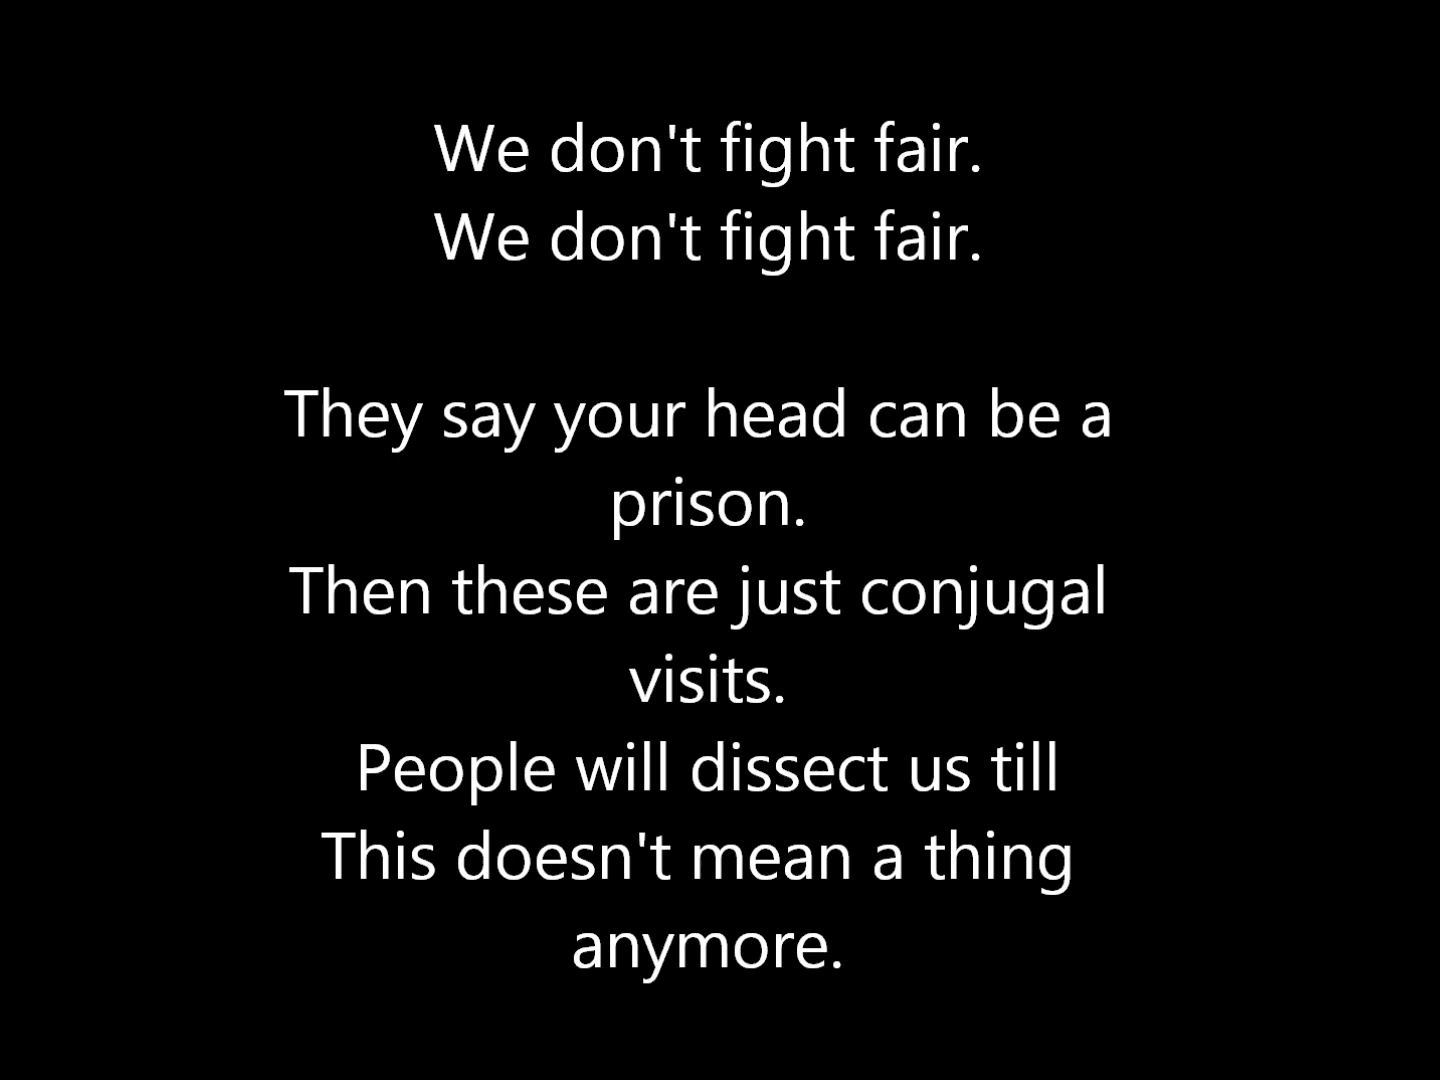 We don't fight fair.
We don't fight fair.
They say your head can be a
prison.
Then these are just conjugal
visits.
People will dissect us till
This doesn't mean a thing
anymore.